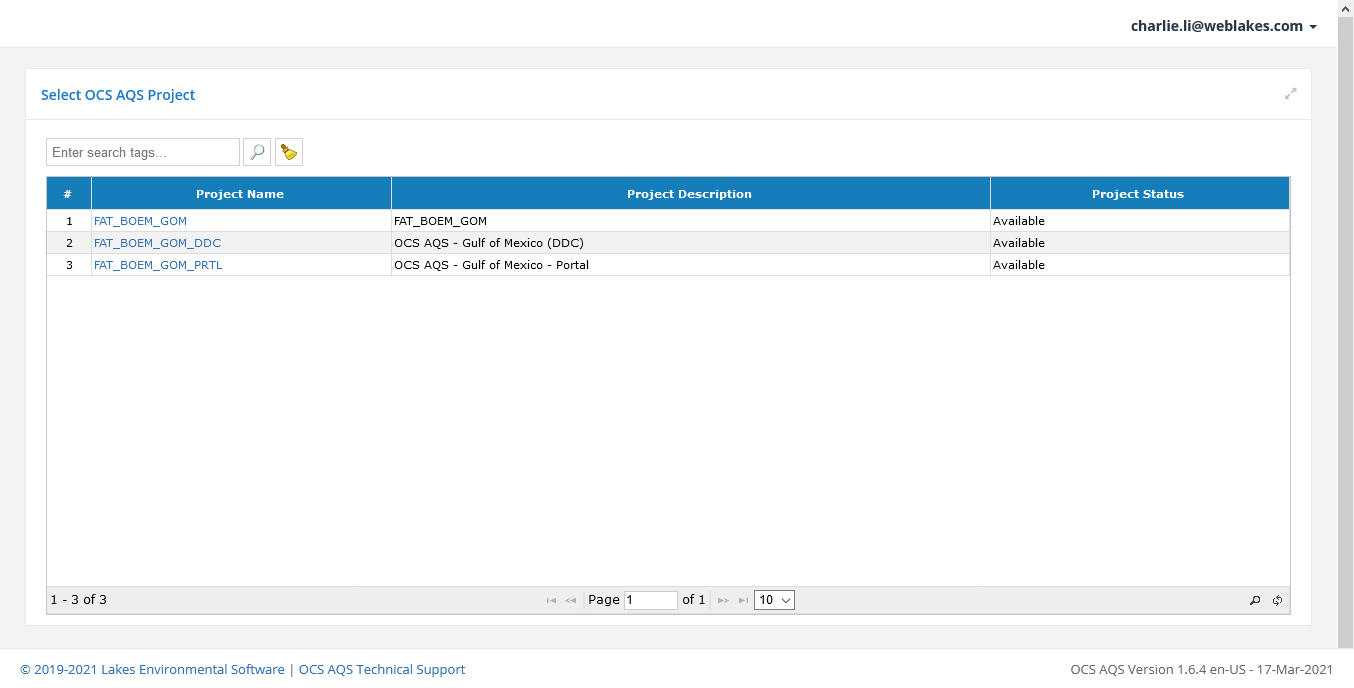 charlie.li@weblakes.com
Select OCS AQS Project
Enter search tags...
# Project Name Project Description Project Status
1 FAT_BOEM_GOM FAT_BOEM_GOM Available
2 FAT_BOEM_GOM_DDC OCS AQS - Gulf of Mexico (DDC) Available
3 FAT_BOEM_GOM_PRTL OCS AQS - Gulf of Mexico - Portal Available
1 - 3 of 3 Page 1 of 1 10
© 2019-2021 Lakes Environmental Software | OCS AQS Technical Support OCS AQS Version 1.6.4 en-US - 17-Mar-2021